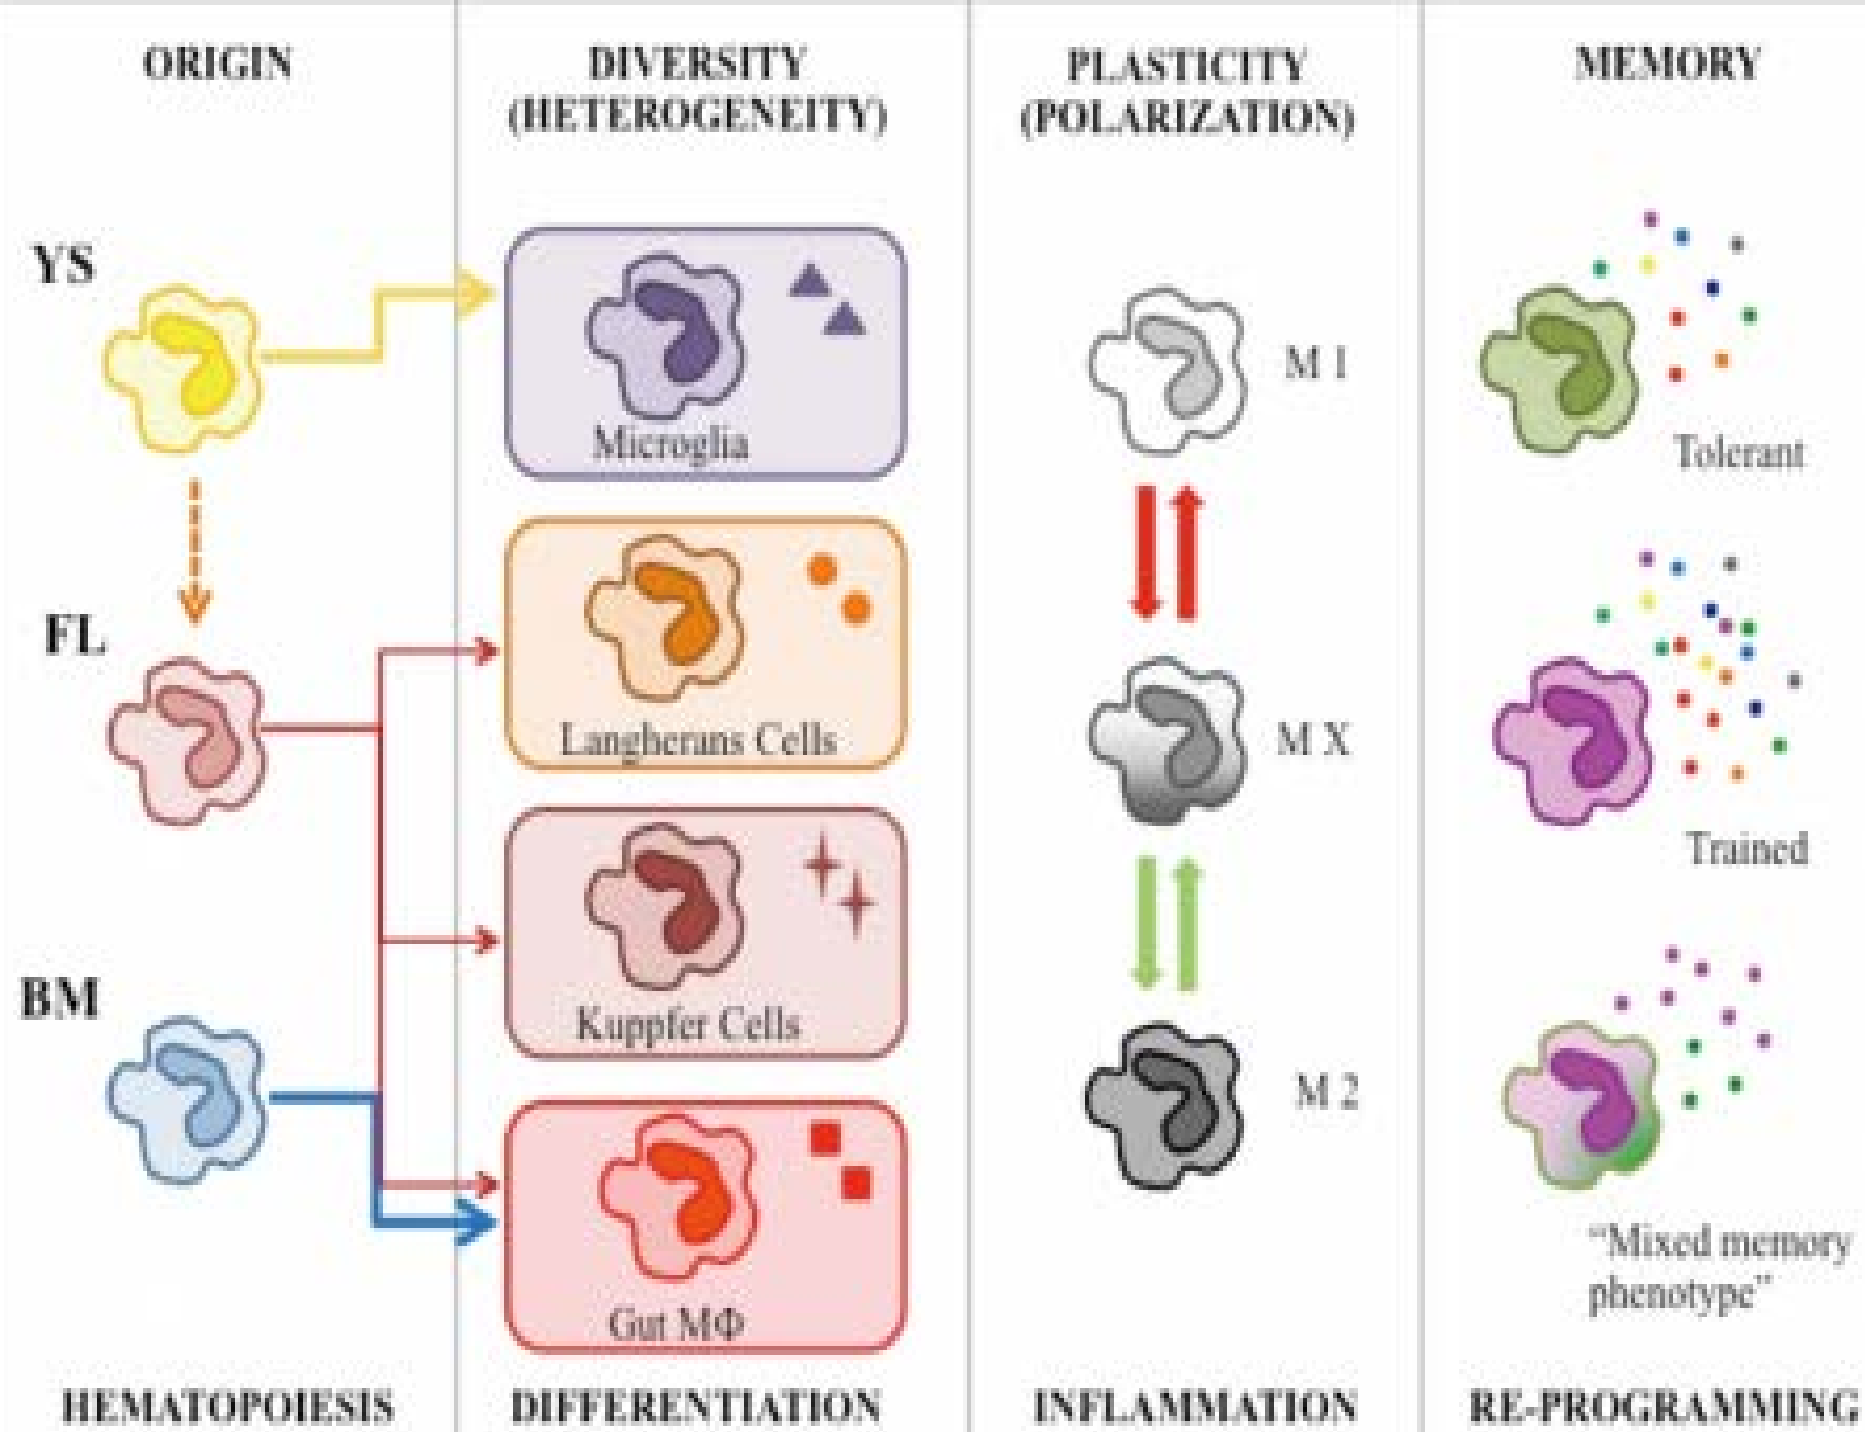 ORIGIN
DIVERSITY
(HETEROGENEITY)
PLASTICITY
(POLARIZATION)
MEMORY
YS
FL
BM
Microglia
Langherans Cells
Kuppfer Cells
Gut MΦ
M 1
M X
M 2
Tolerant
Trained
“Mixed memory
phenotype”
HEMATOPOIESIS
DIFFERENTIATION
INFLAMMATION
RE-PROGRAMMING